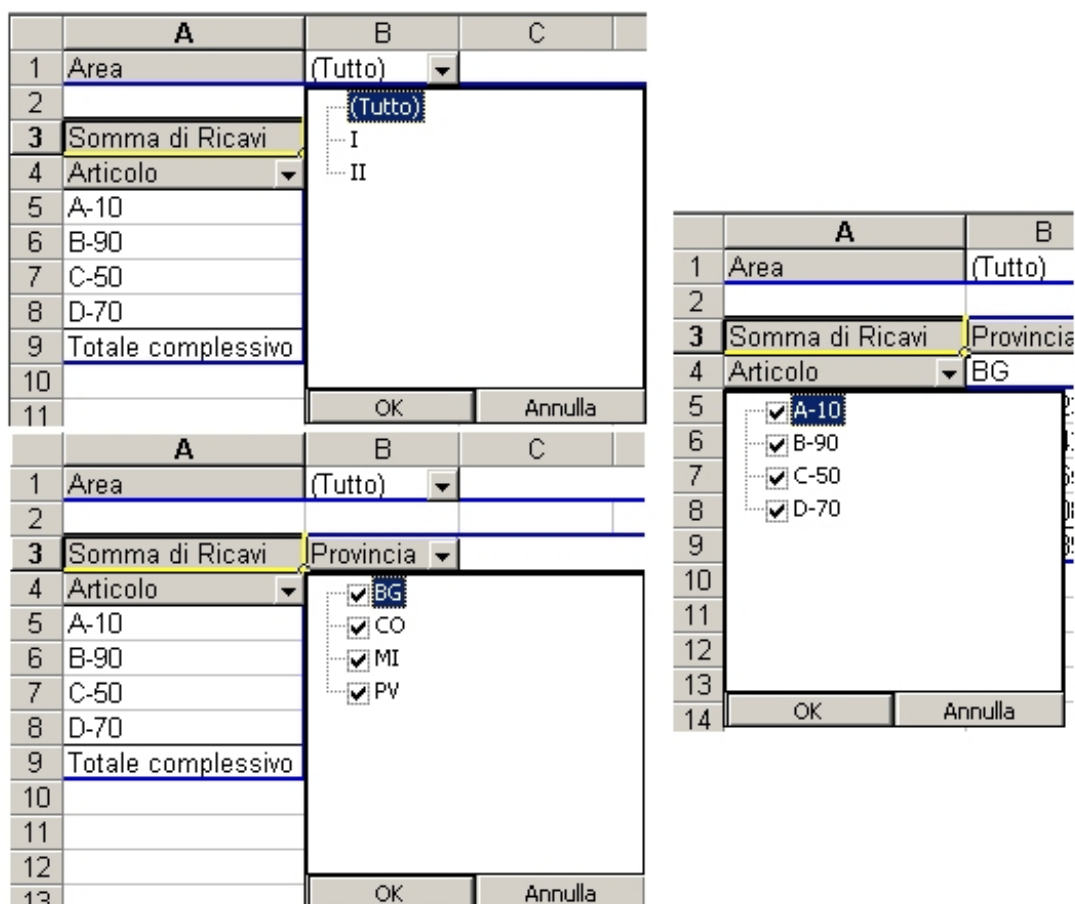 A B C
1 Area (Tutto)
2 (Tutto)
3 Somma di Ricavi I
4 Articolo II
5 A-10
6 B-90
7 C-50
8 D-70
9 Totale complessivo
10
11 OK Annulla
A B C
1 Area (Tutto)
2
3 Somma di Ricavi Provincia
4 Articolo BG
5 A-10 CO
6 B-90 MI
7 C-50 PV
8 D-70
9 Totale complessivo
10
11
12
13 OK Annulla
A B
1 Area (Tutto)
2
3 Somma di Ricavi Provincia
4 Articolo BG
5 A-10
6 B-90
7 C-50
8 D-70
9
10
11
12
13
14 OK Annulla